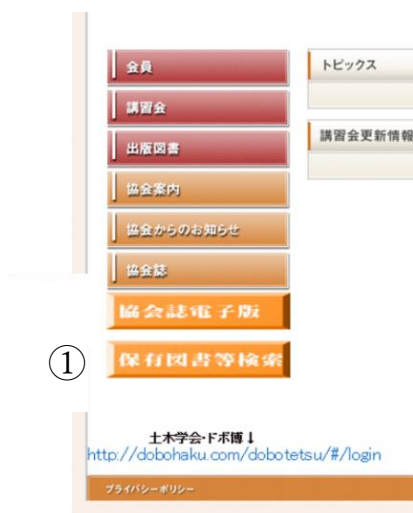 会員
トピックス
講習会
出版図書
講習会更新情報
協会案内
協会からのお知らせ
協会誌
協会誌電子版
① 保有図書等検索
土木学会・ドボ博↓
http://dobohaku.com/dobotetsu/#/login
プライバシーポリシー